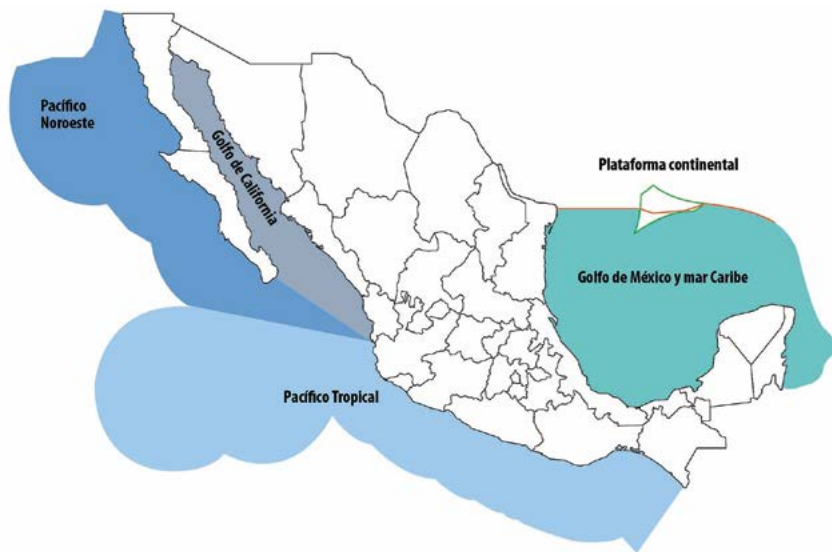 Pacífico
Noroeste
Golfo de California
Plataforma continental
Golfo de México y mar Caribe
Pacífico Tropical